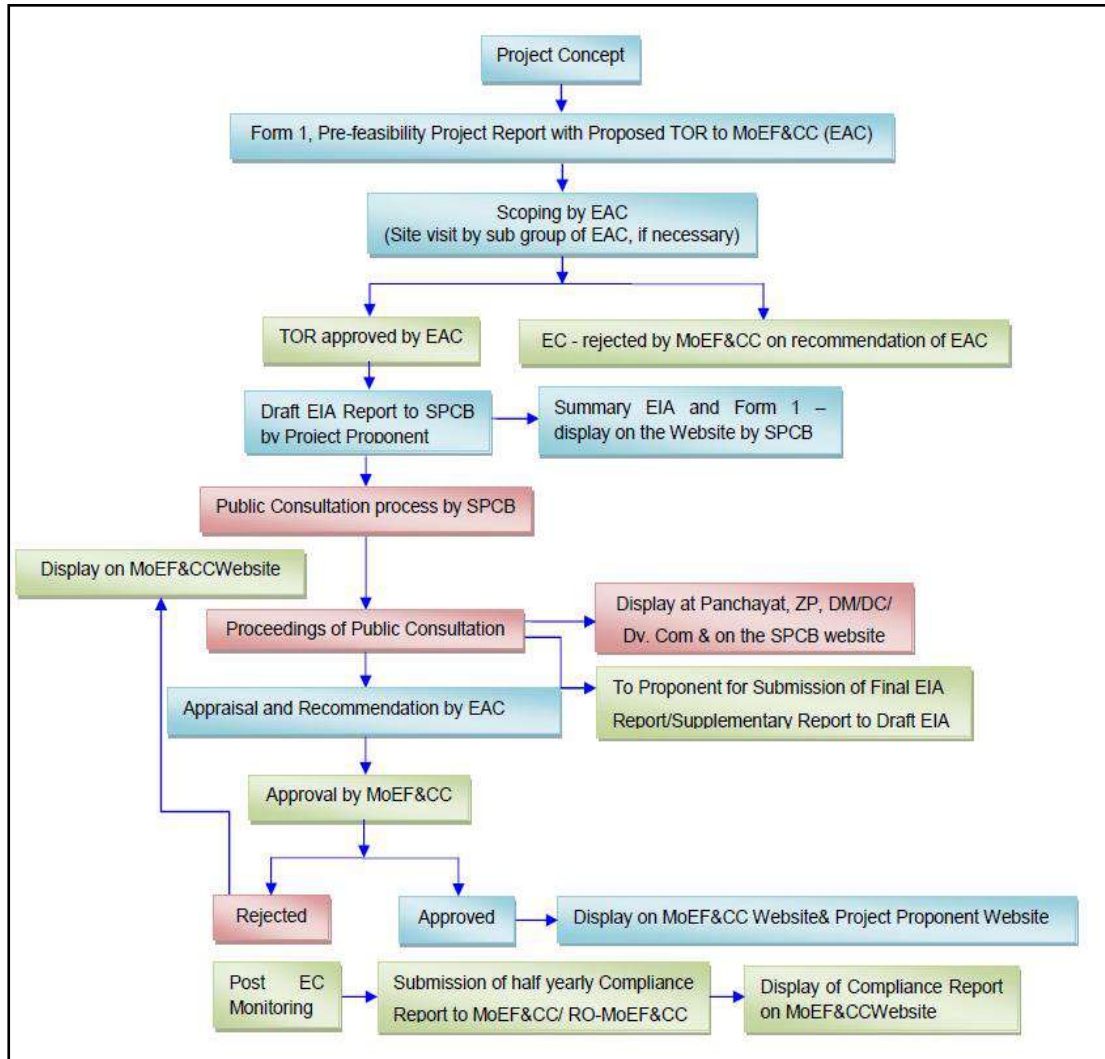 Project Concept
Form 1, Pre-feasibility Project Report with Proposed TOR to MoEF&CC (EAC)
Scoping by EAC
(Site visit by sub group of EAC, if necessary)
TOR approved by EAC
EC - rejected by MoEF&CC on recommendation of EAC
Draft EIA Report to SPCB
by Project Proponent
Summary EIA and Form 1 –
display on the Website by SPCB
Public Consultation process by SPCB
Display on MoEF&CCWebsite
Proceedings of Public Consultation
Display at Panchayat, ZP, DM/DC/
Dv. Com & on the SPCB website
To Proponent for Submission of Final EIA
Report/Supplementary Report to Draft EIA
Appraisal and Recommendation by EAC
Approval by MoEF&CC
Rejected
Approved
Display on MoEF&CC Website& Project Proponent Website
Post EC
Monitoring
Submission of half yearly Compliance
Report to MoEF&CC/ RO-MoEF&CC
Display of Compliance Report
on MoEF&CCWebsite